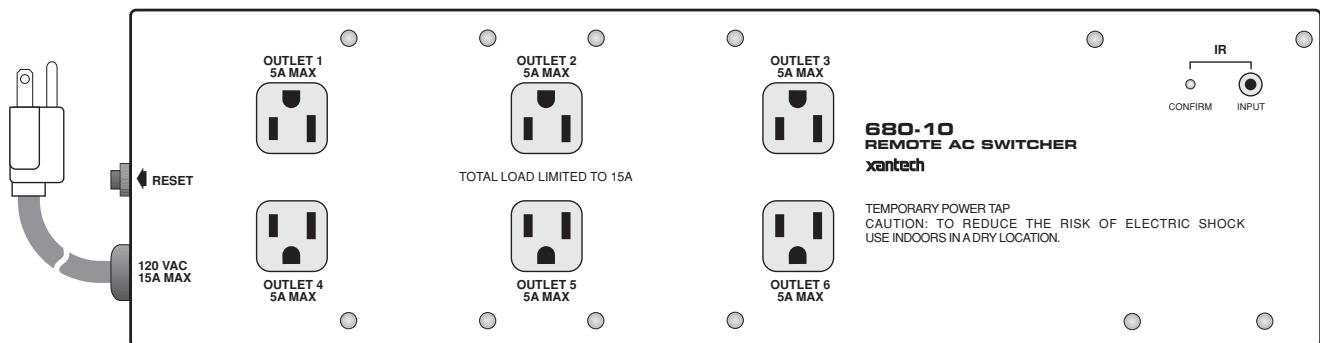 OUTLET 1
5A MAX
OUTLET 2
5A MAX
OUTLET 3
5A MAX
IR
CONFIRM
INPUT
680-10
REMOTE AC SWITCHER
xantech
RESET
TOTAL LOAD LIMITED TO 15A
TEMPORARY POWER TAP
CAUTION: TO REDUCE THE RISK OF ELECTRIC SHOCK
USE INDOORS IN A DRY LOCATION.
120 VAC
15A MAX
OUTLET 4
5A MAX
OUTLET 5
5A MAX
OUTLET 6
5A MAX